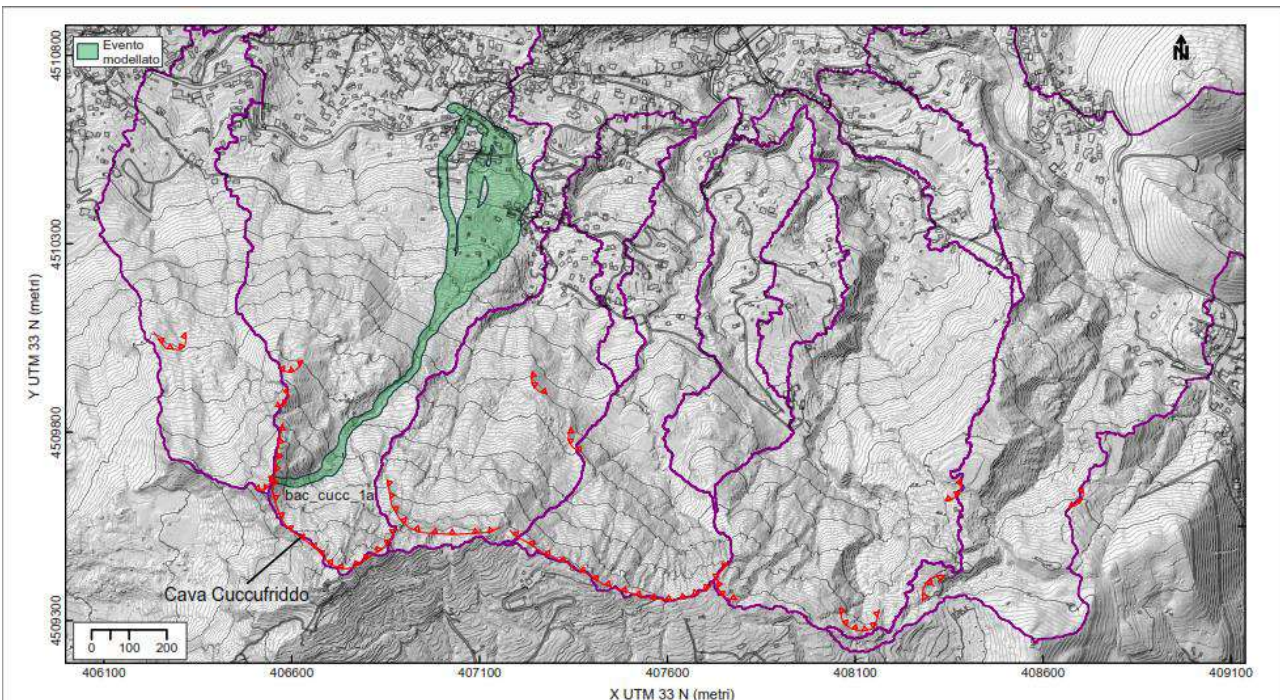 Evento
modellato
N
4510800
4510300
4509800
4509300
Y UTM 33 N (metri)
bac_cucc_1a
Cava Cuccufriddo
0 100 200
406100 406600 407100 407600 408100 408600 409100
X UTM 33 N (metri)